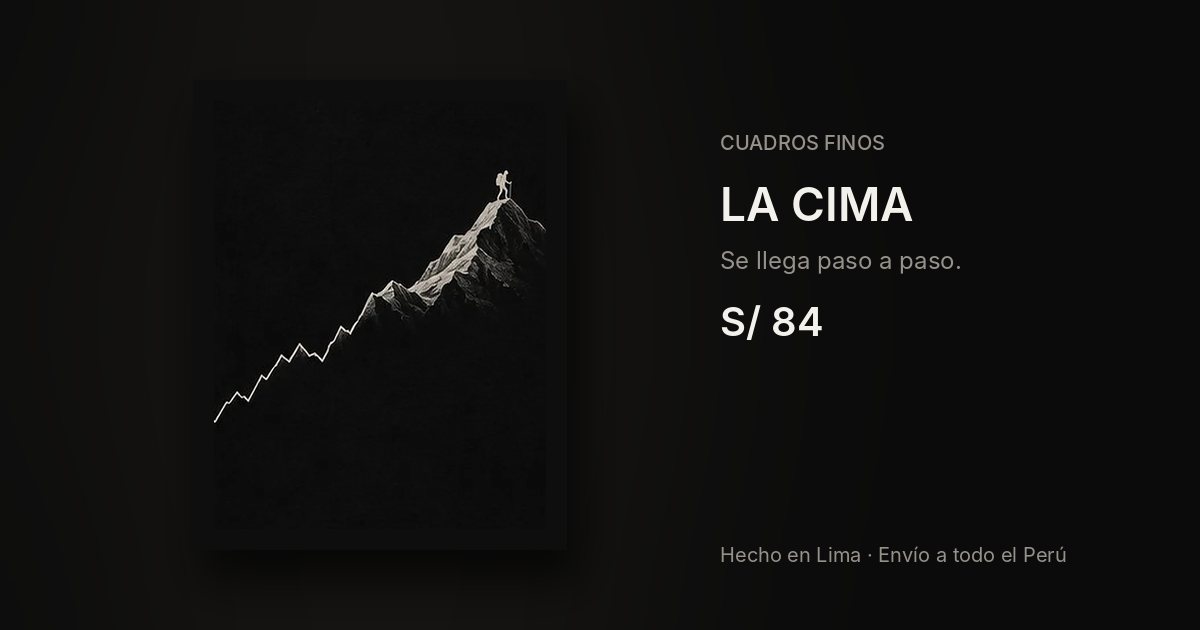 CUADROS FINOS
LA CIMA
Se llega paso a paso.
S/ 84
Hecho en Lima · Envío a todo el Perú